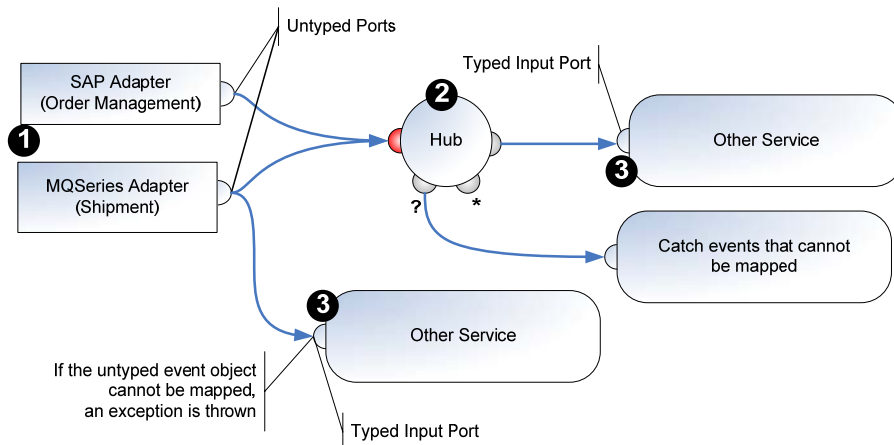 Untyped Ports
SAP Adapter
(Order Management)
1
MQSeries Adapter
(Shipment)
2
Hub
?
*
Typed Input Port
Other Service
3
Catch events that cannot
be mapped
3
Other Service
If the untyped event object
cannot be mapped,
an exception is thrown
Typed Input Port